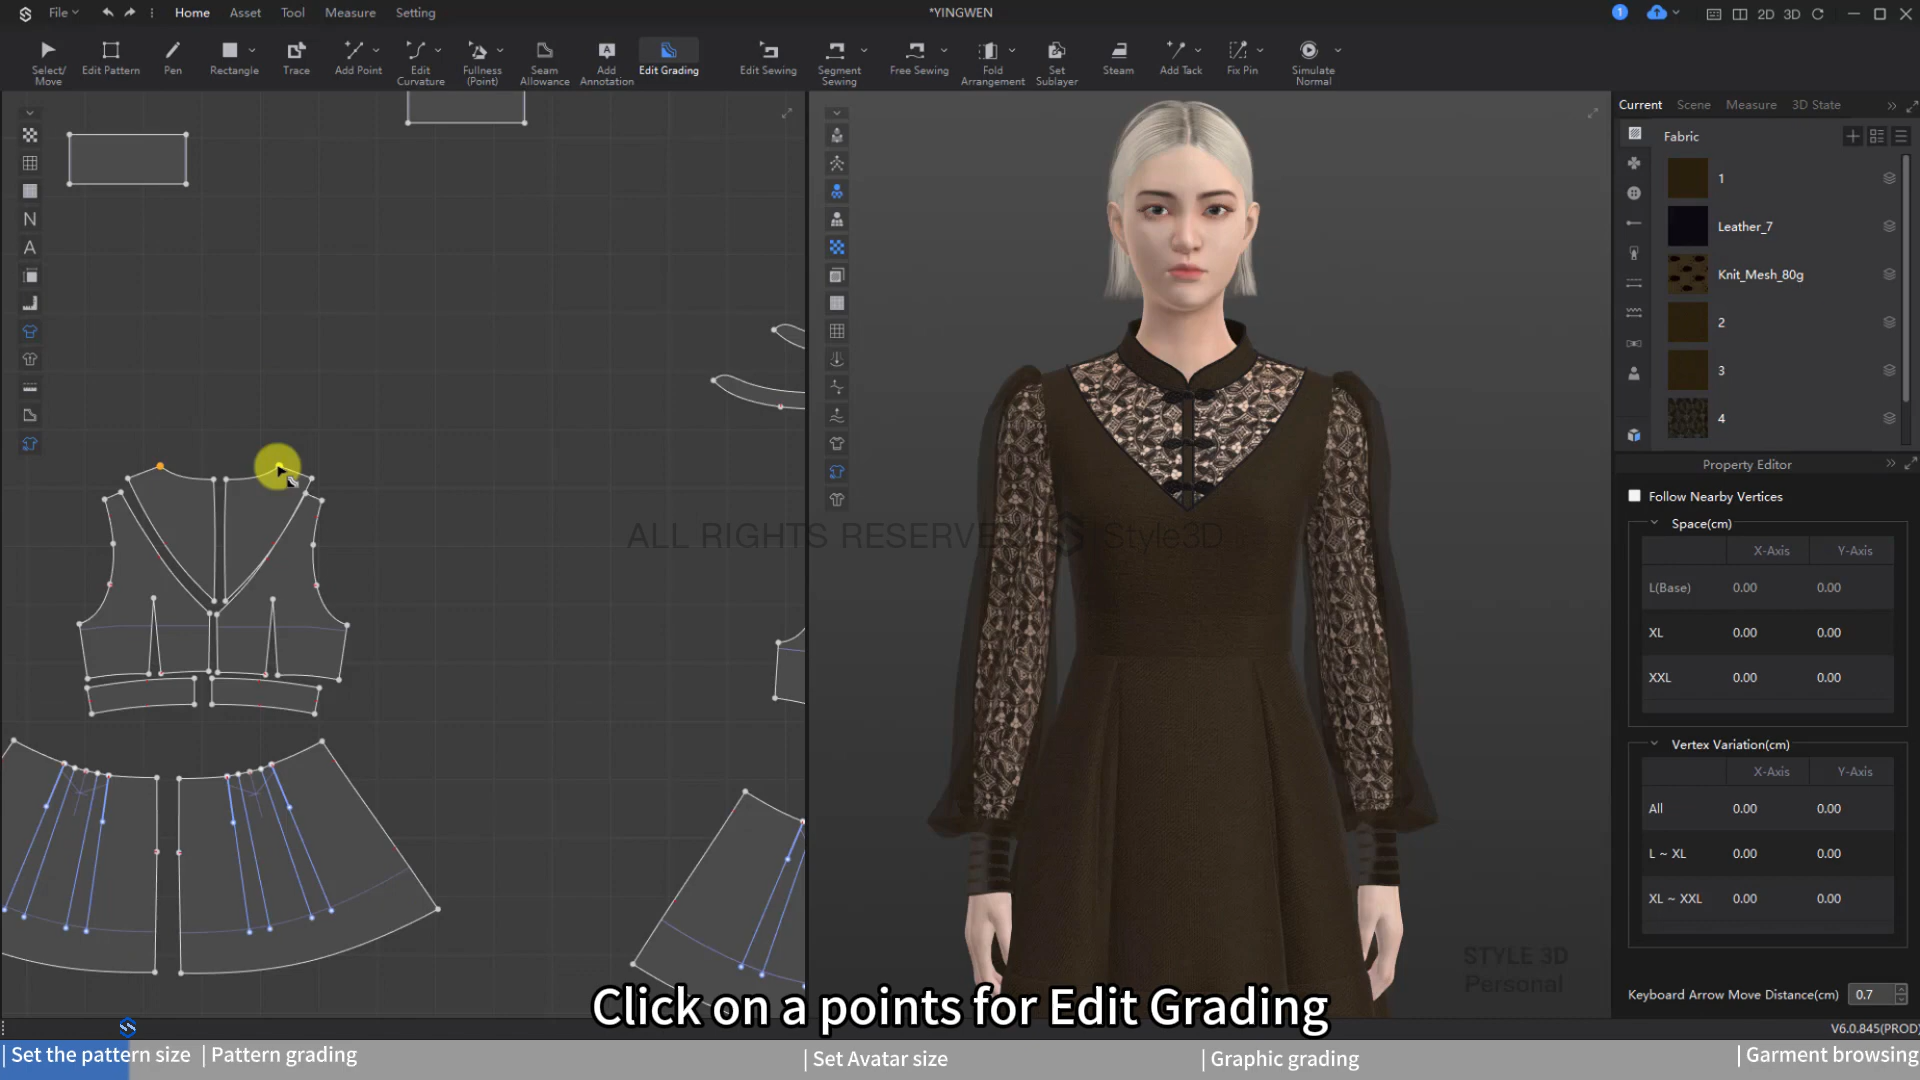 File
Home
Asset
Tool
Measure
Setting
*YINGWEN
1
2D
3D
Select/
Move
Edit Pattern
Pen
Rectangle
Trace
Add Point
Edit
Curvature
Fullness
(Point)
Seam
Allowance
Add
Annotation
Edit Grading
Edit Sewing
Segment
Sewing
Free Sewing
Fold
Arrangement
Set
Sublayer
Steam
Add Tack
Fix Pin
Simulate
Normal
Current
Scene
Measure
3D State
Fabric
1
Leather_7
Knit_Mesh_80g
2
3
4
Property Editor
Follow Nearby Vertices
Space(cm)
X-Axis Y-Axis
L(Base) 0.00 0.00
XL 0.00 0.00
XXL 0.00 0.00
Vertex Variation(cm)
X-Axis Y-Axis
All 0.00 0.00
L ~ XL 0.00 0.00
XL ~ XXL 0.00 0.00
Keyboard Arrow Move Distance(cm) 0.7
ALL RIGHTS RESERVE
Style3D
STYLE 3D
Personal
Click on a points for Edit Grading
V6.0.845(PROD)
| Set the pattern size
| Pattern grading
| Set Avatar size
| Graphic grading
| Garment browsing